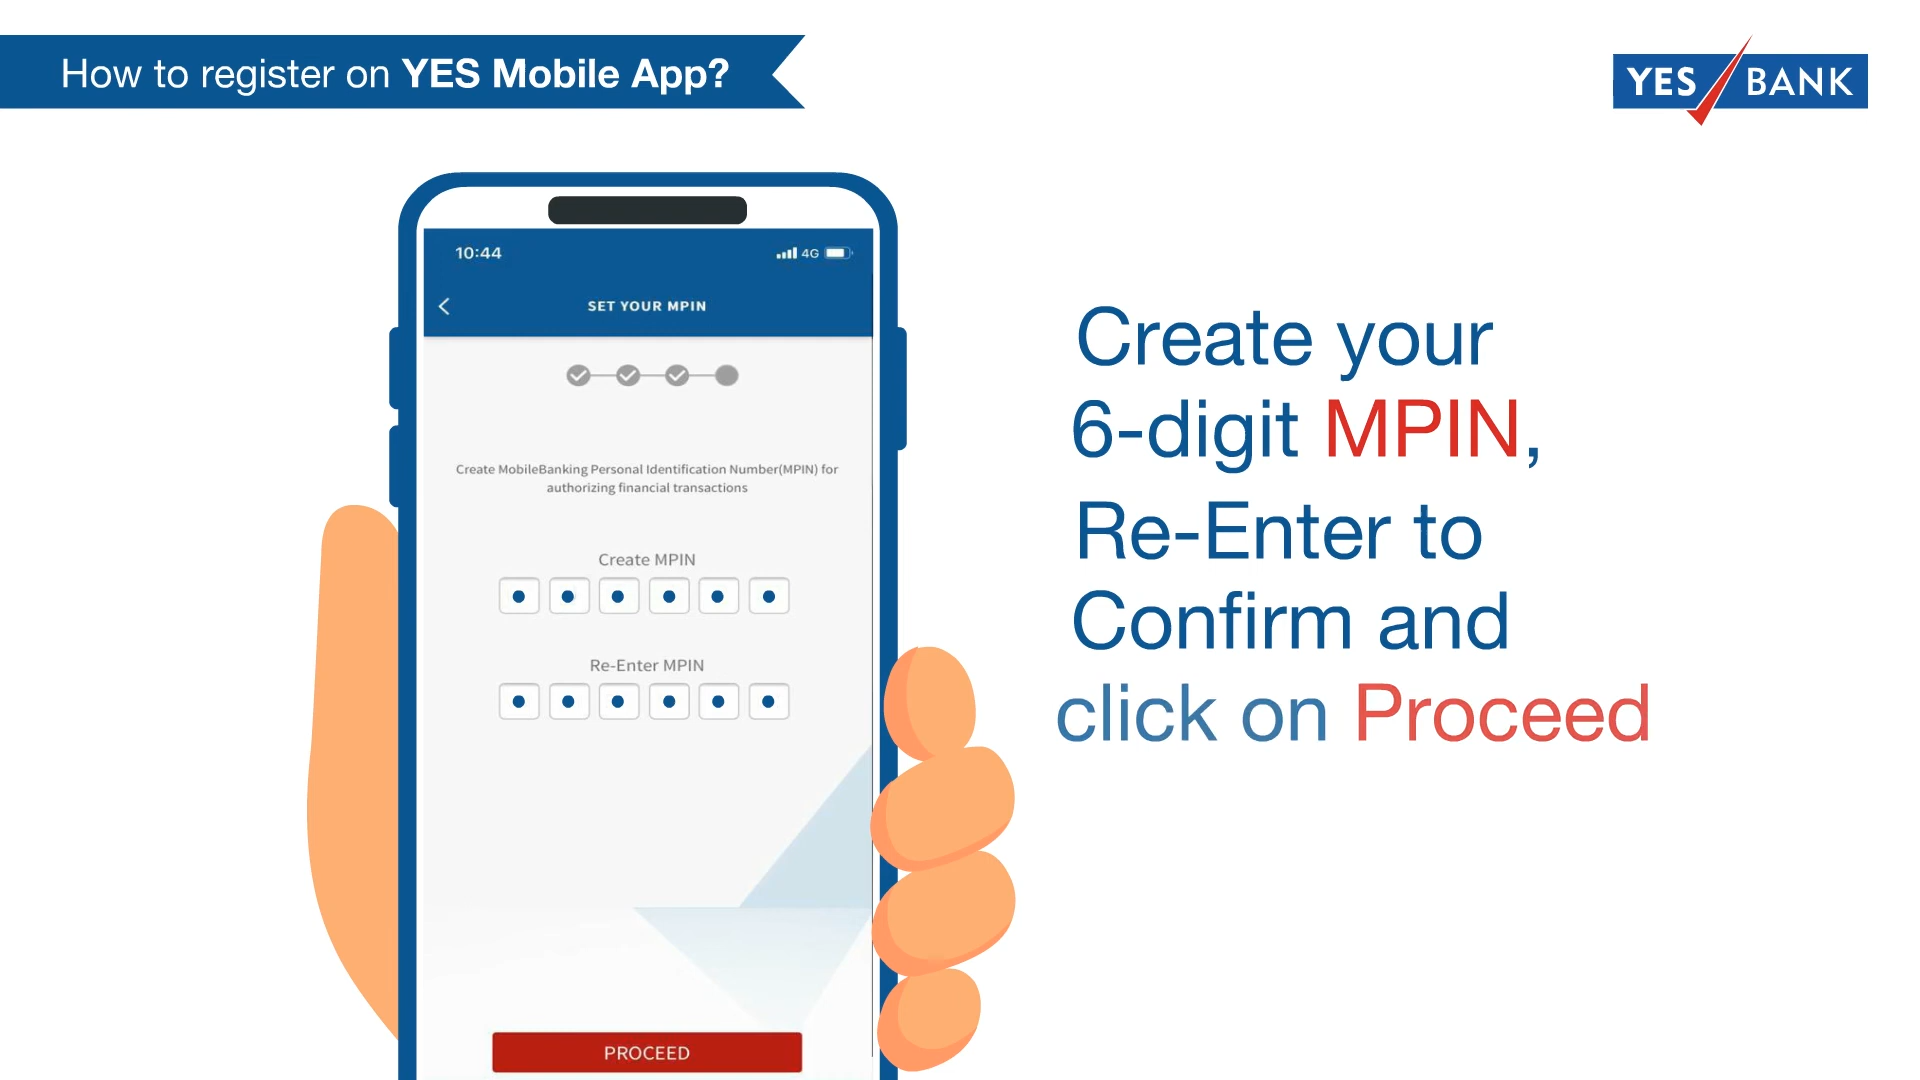 How to register on YES Mobile App?
YES BANK
10:44
4G
SET YOUR MPIN
Create MobileBanking Personal Identification Number(MPIN) for
authorizing financial transactions
Create MPIN
Re-Enter MPIN
PROCEED
Create your
6-digit MPIN,
Re-Enter to
Confirm and
click on Proceed